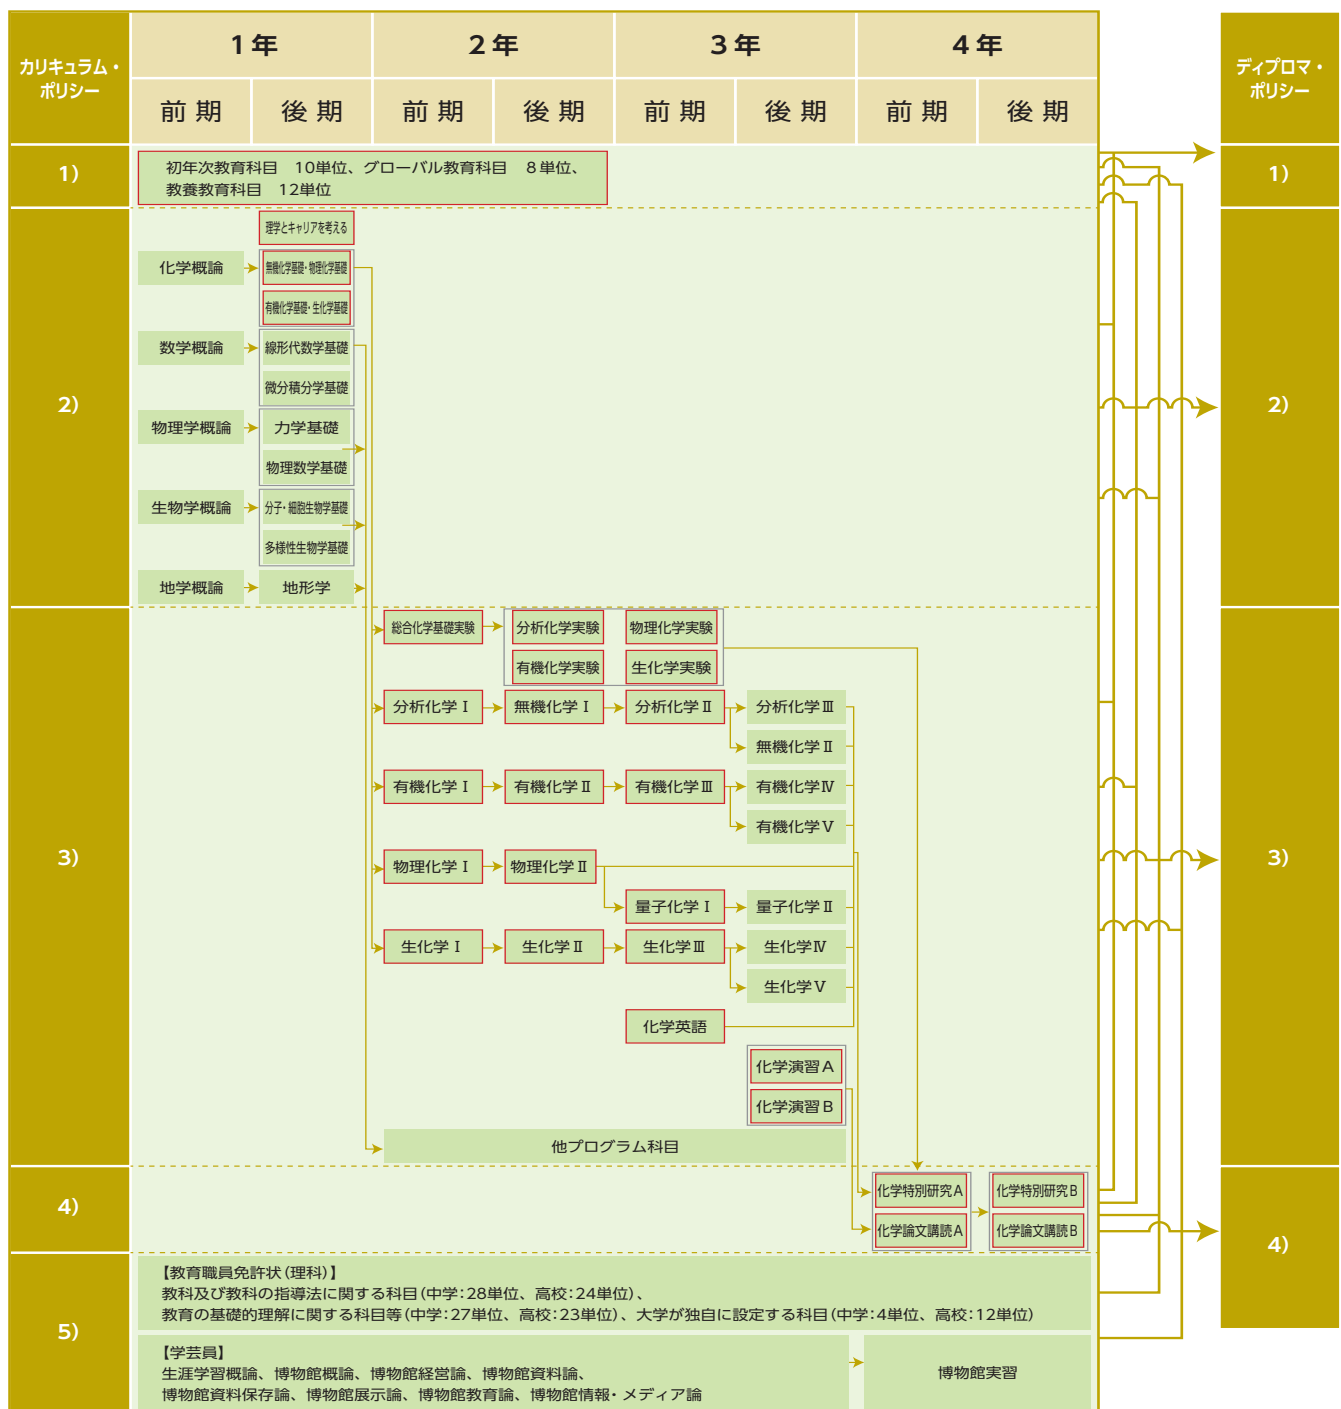 カリキュラム・
ポリシー
1年
2年
3年
4年
前期
後期
前期
後期
前期
後期
前期
後期
ディプロマ・
ポリシー
1)
初年次教育科目　10単位、グローバル教育科目　8単位、
教養教育科目　12単位
1)
2)
理学とキャリアを考える
化学概論
無機化学基礎・物理化学基礎
有機化学基礎・生化学基礎
数学概論
線形代数学基礎
微分積分学基礎
物理学概論
力学基礎
物理数学基礎
生物学概論
分子・細胞生物学基礎
多様性生物学基礎
地学概論
地形学
2)
3)
総合化学基礎実験
分析化学実験
物理化学実験
有機化学実験
生化学実験
分析化学Ⅰ
無機化学Ⅰ
分析化学Ⅱ
分析化学Ⅲ
無機化学Ⅱ
有機化学Ⅰ
有機化学Ⅱ
有機化学Ⅲ
有機化学Ⅳ
有機化学Ⅴ
物理化学Ⅰ
物理化学Ⅱ
量子化学Ⅰ
量子化学Ⅱ
生化学Ⅰ
生化学Ⅱ
生化学Ⅲ
生化学Ⅳ
生化学Ⅴ
化学英語
化学演習A
化学演習B
他プログラム科目
3)
4)
化学特別研究A
化学特別研究B
化学論文講読A
化学論文講読B
4)
5)
【教育職員免許状(理科)】
教科及び教科の指導法に関する科目(中学:28単位、高校:24単位)、
教育の基礎的理解に関する科目等(中学:27単位、高校:23単位)、大学が独自に設定する科目(中学:4単位、高校:12単位)
【学芸員】
生涯学習概論、博物館概論、博物館経営論、博物館資料論、
博物館資料保存論、博物館展示論、博物館教育論、博物館情報・メディア論
博物館実習